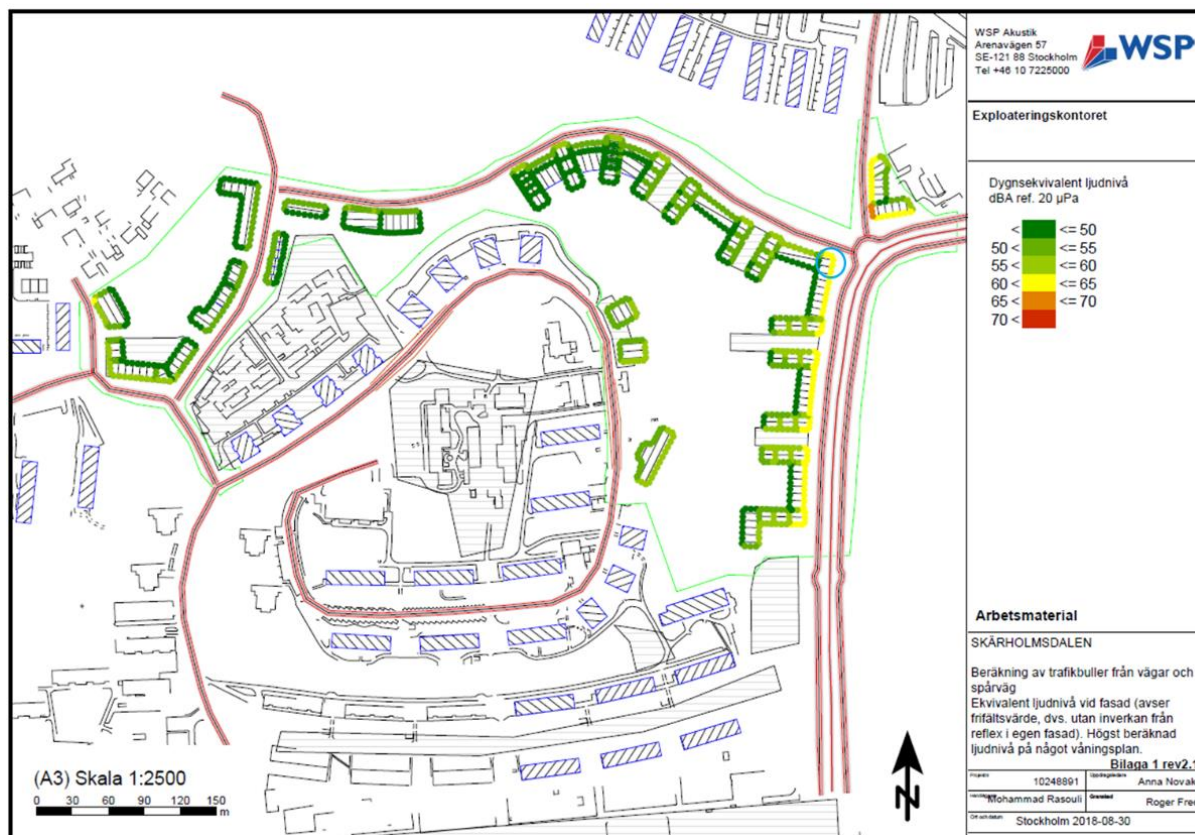 WSP Akustik
Arenavägen 57
SE-121 88 Stockholm
Tel +46 10 7225000
WSP
Exploateringskontoret
Dygnsekvivalent ljudnivå
dBA ref. 20 µPa
< <= 50
50 < <= 55
55 < <= 60
60 < <= 65
65 < <= 70
70 <
Arbetsmaterial
SKÄRHOLMSDALEN
Beräkning av trafikbuller från vägar och
spårväg
Ekvivalent ljudnivå vid fasad (avser
frifältsvärde, dvs. utan inverkan från
reflex i egen fasad). Högst beräknad
ljudnivå på något våningsplan.
Bilaga 1 rev2.1
10248891 Anna Novak
Mohammad Rasouli Granskad Roger Fred
Stockholm 2018-08-30
(A3) Skala 1:2500
0 30 60 90 120 150
m
N